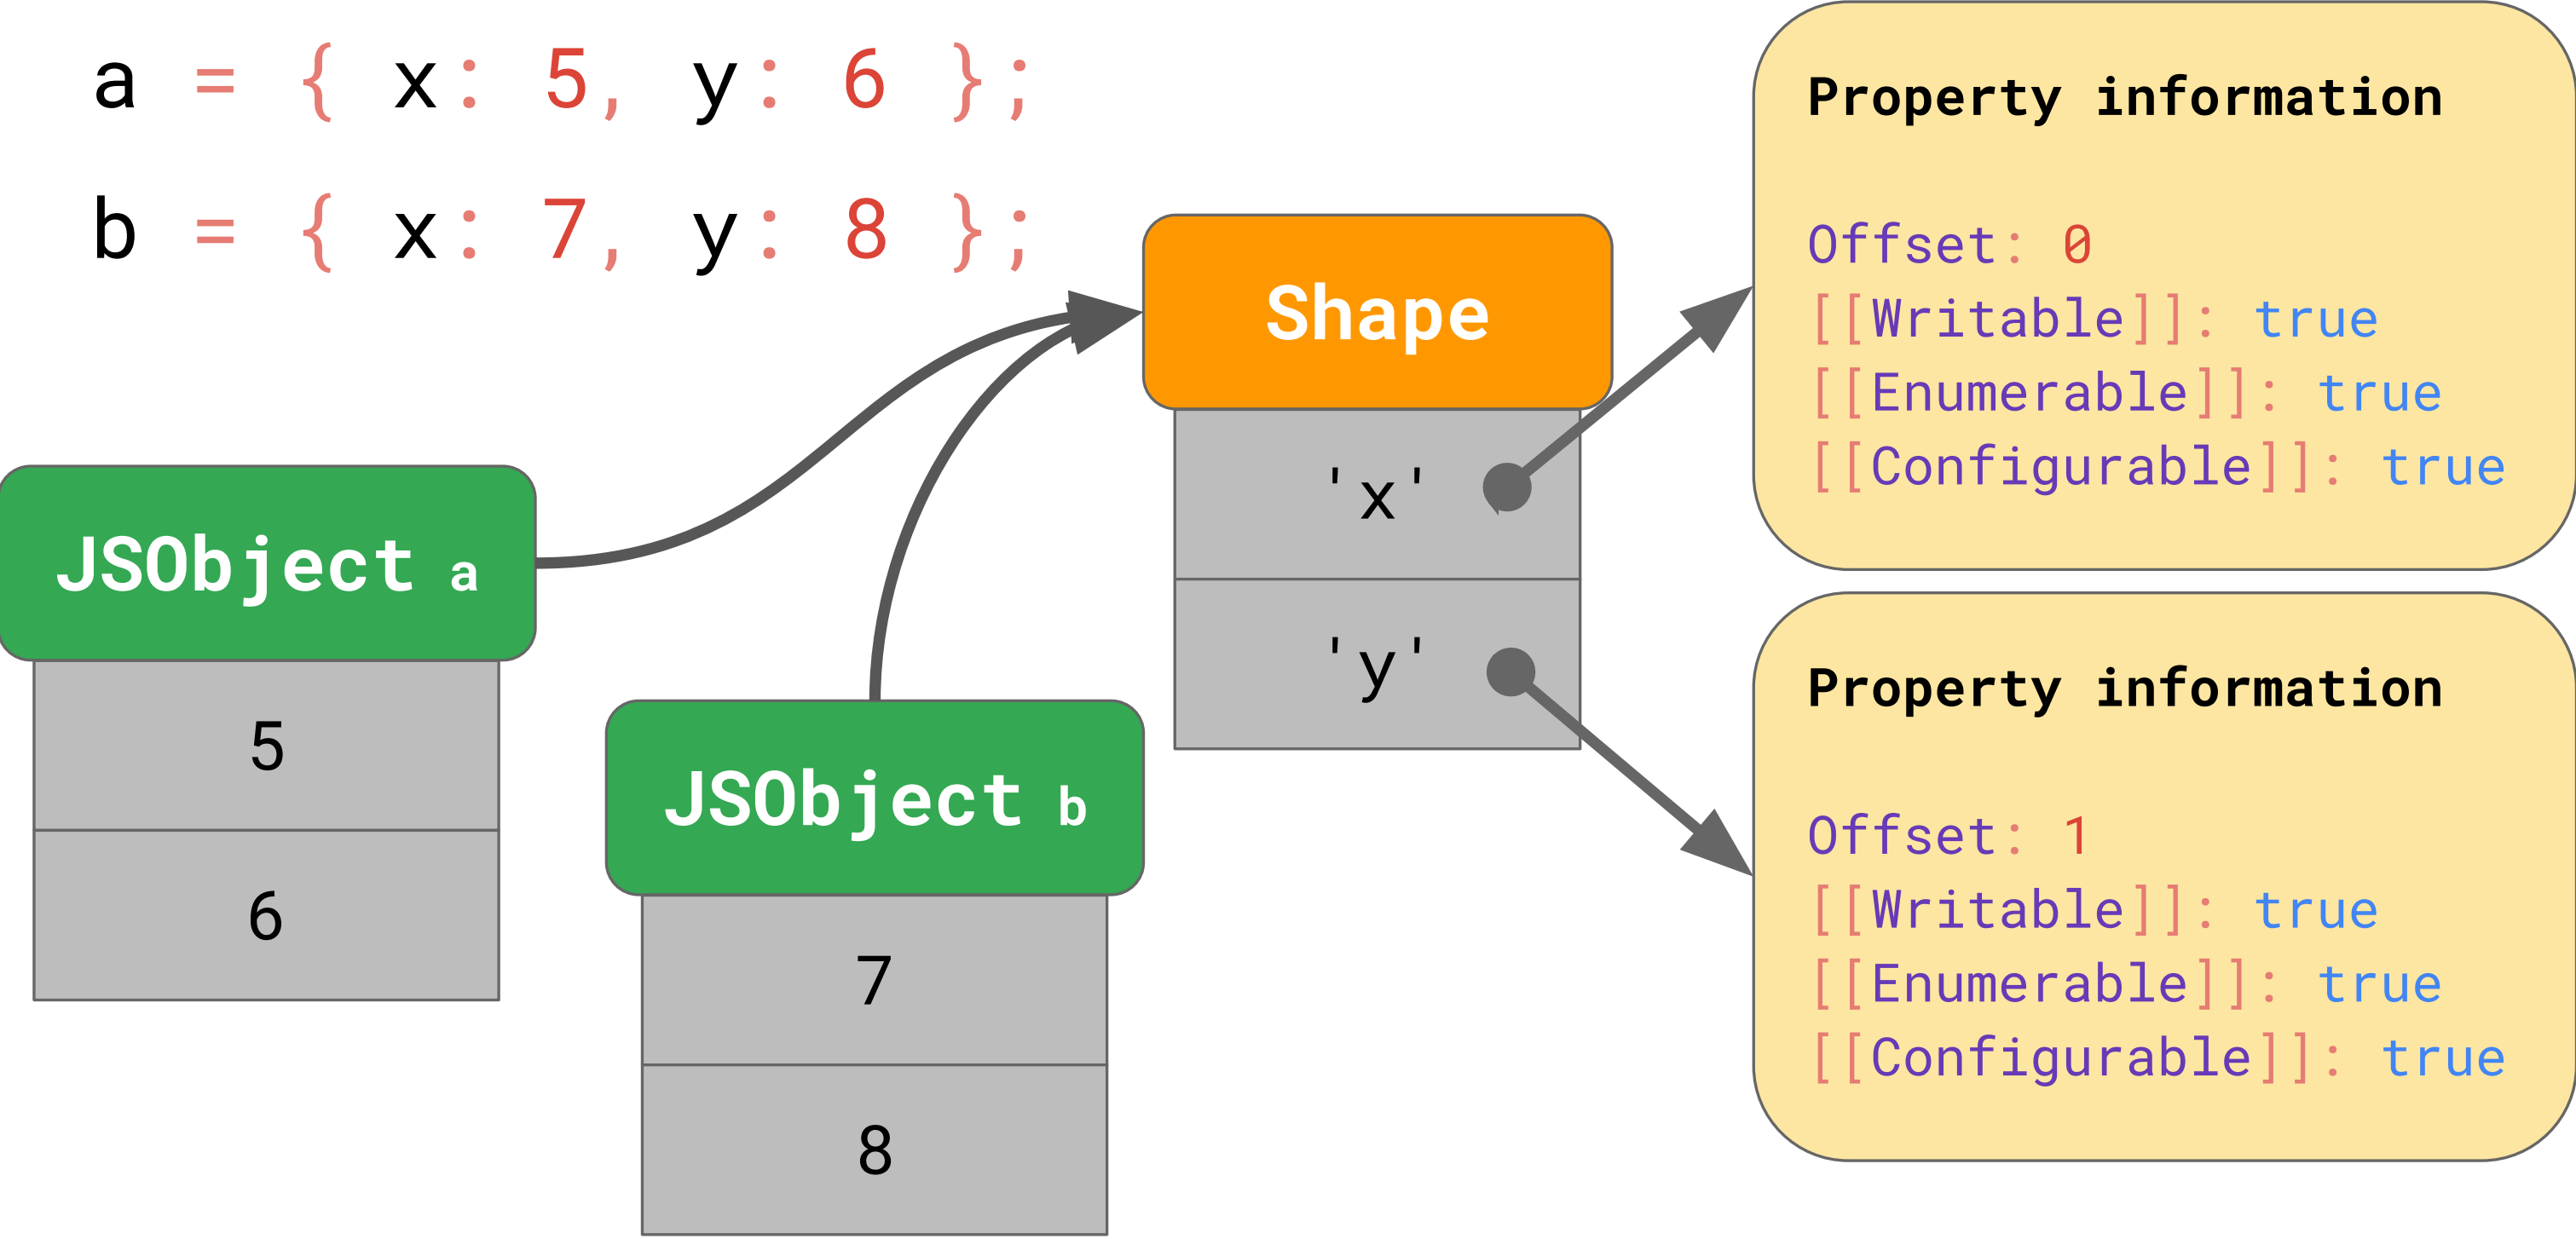 a = { x: 5, y: 6 };
b = { x: 7, y: 8 };
JSObject a
5
6
JSObject b
7
8
Shape
'x'
'y'
Property information
Offset: 0
[[Writable]]: true
[[Enumerable]]: true
[[Configurable]]: true
Property information
Offset: 1
[[Writable]]: true
[[Enumerable]]: true
[[Configurable]]: true